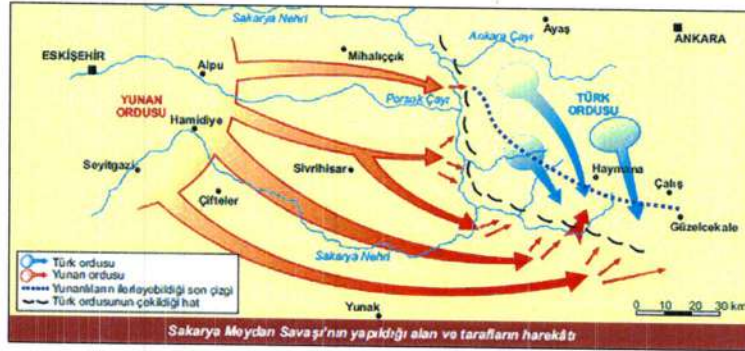 Sakarya Nehri
Ayaş
ANKARA
Ankara Çayı
ESKİŞEHİR
Mihalıççık
Alpu
Porsuk Çayı
TÜRK
ORDUSU
YUNAN
ORDUSU
Hamidiye
Seyitgazi
Sivrihisar
Haymana
Çalış
Çifteler
Güzelcekale
Sakarya Nehri
Türk ordusu
Yunan ordusu
Yunanlıların ilerleyebildiği son çizgi
Türk ordusunun çekildiği hat
Yunak
0 10 20 30 km
Sakarya Meydan Savaşı'nın yapıldığı alan ve tarafların harekâtı